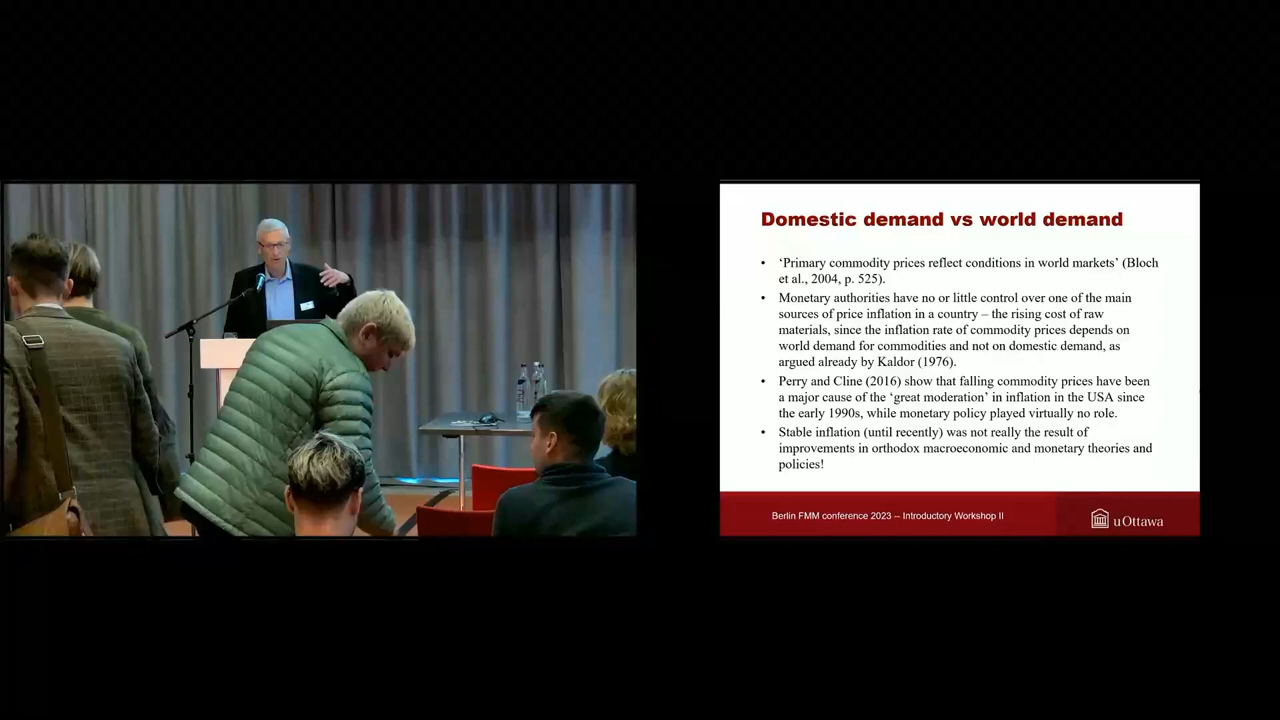 Domestic demand vs world demand
• ‘Primary commodity prices reflect conditions in world markets’ (Bloch
et al., 2004, p. 525).
• Monetary authorities have no or little control over one of the main
sources of price inflation in a country – the rising cost of raw
materials, since the inflation rate of commodity prices depends on
world demand for commodities and not on domestic demand, as
argued already by Kaldor (1976).
• Perry and Cline (2016) show that falling commodity prices have been
a major cause of the ‘great moderation’ in inflation in the USA since
the early 1990s, while monetary policy played virtually no role.
• Stable inflation (until recently) was not really the result of
improvements in orthodox macroeconomic and monetary theories and
policies!
Berlin FMM conference 2023 -- Introductory Workshop II
uOttawa